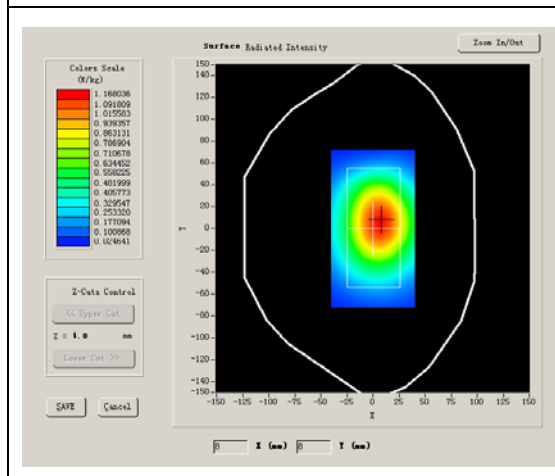 Surface Radiated Intensity
Zoom In/Out
Colors Scale
(W/kg)
1.168036
1.091809
1.015583
0.939357
0.863131
0.786904
0.710678
0.634452
0.558225
0.481999
0.405773
0.329547
0.253320
0.177094
0.100868
0.024641
Z-Cuts Control
<< Upper Cut
Z = 4.0 mm
Lower Cut >>
SAVE
Cancel
150
140
120
100
80
60
40
20
0
-20
-40
-60
-80
-100
-120
-140
-150
Y
-150 -125 -100 -75 -50 -25 0 25 50 75 100 125 150
X
8 X (mm) 8 Y (mm)